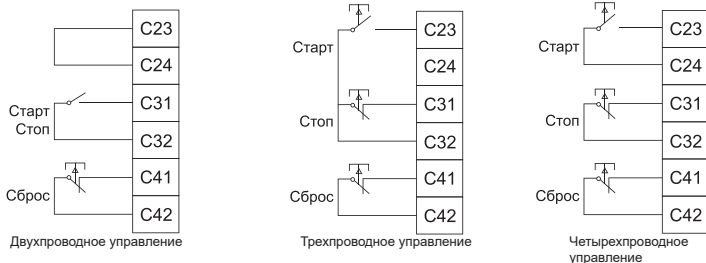 C23
C24
Старт
Стоп
C31
C32
Сброс
C41
C42
Двухпроводное управление
Старт
C23
C24
Стоп
C31
C32
Сброс
C41
C42
Трехпроводное управление
Старт
C23
C24
Стоп
C31
C32
Сброс
C41
C42
Четырехпроводное
управление